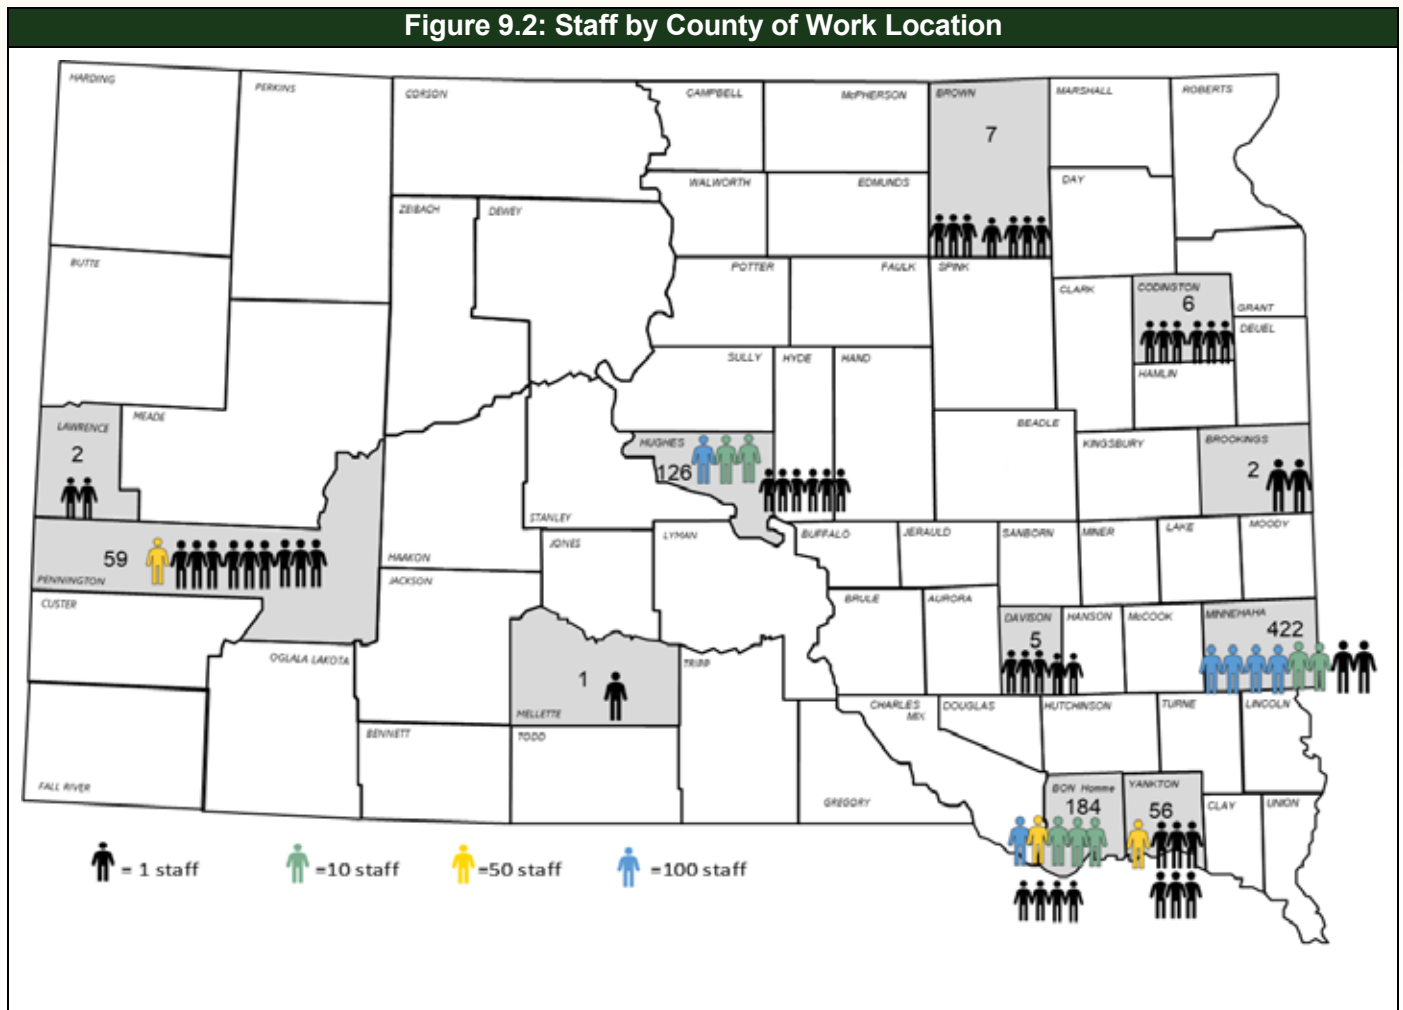 Figure 9.2: Staff by County of Work Location
HARDING
PERKINS
CORSON
CAMPBELL
McPHERSON
BROWN
7
MARSHALL
ROBERTS
WALWORTH
EDMUNDS
DAY
ZEIBACH
DEWEY
BUTTE
POTTER
FAULK
SPINK
CLARK
CODINGTON
6
GRANT
DEUEL
SULLY
HYDE
HAND
HAMLIN
LAWRENCE
2
MEADE
HUGHES
126
BEADLE
KINGSBURY
BROOKINGS
2
STANLEY
59
PENNINGTON
HAAKON
JACKSON
JONES
LYMAN
BUFFALO
JERAULD
SANBORN
MINER
LAKE
MOODY
CUSTER
BRULE
AURORA
DAVISON
5
HANSON
McCOOK
MINNEHAHA
422
OGLALA LAKOTA
1
MELLETTE
TRIPP
CHARLES
MIX
DOUGLAS
HUTCHINSON
TURNE
LINCOLN
BENNETT
TODD
FALL RIVER
GREGORY
BON Homme
184
YANKTON
56
CLAY
UNION
= 1 staff
=10 staff
=50 staff
=100 staff